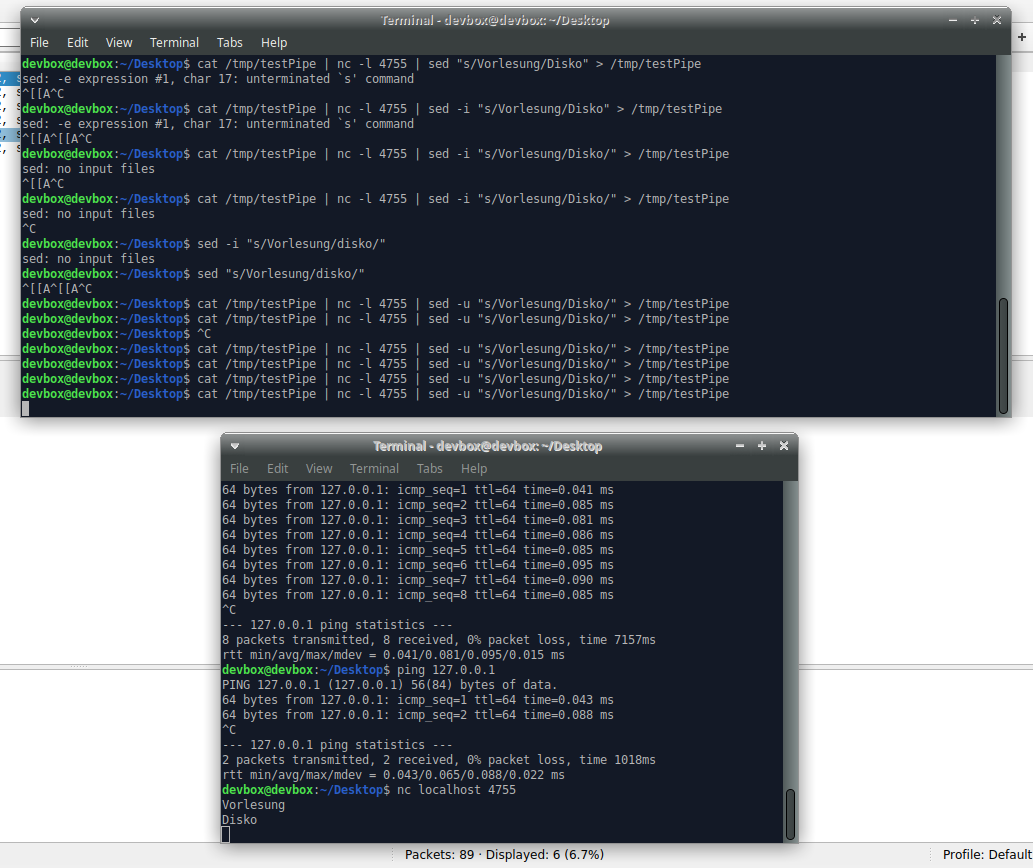 Terminal - devbox@devbox: ~/Desktop
File Edit View Terminal Tabs Help
devbox@devbox:~/Desktop$ cat /tmp/testPipe | nc -l 4755 | sed "s/Vorlesung/Disko" > /tmp/testPipe
sed: -e expression #1, char 17: unterminated `s' command
^[[A^C
devbox@devbox:~/Desktop$ cat /tmp/testPipe | nc -l 4755 | sed -i "s/Vorlesung/Disko" > /tmp/testPipe
sed: -e expression #1, char 17: unterminated `s' command
^[[A^[[A^C
devbox@devbox:~/Desktop$ cat /tmp/testPipe | nc -l 4755 | sed -i "s/Vorlesung/Disko/" > /tmp/testPipe
sed: no input files
^[[A^C
devbox@devbox:~/Desktop$ cat /tmp/testPipe | nc -l 4755 | sed -i "s/Vorlesung/Disko/" > /tmp/testPipe
sed: no input files
^C
devbox@devbox:~/Desktop$ sed -i "s/Vorlesung/disko/"
sed: no input files
devbox@devbox:~/Desktop$ sed "s/Vorlesung/disko/"
^[[A^[[A^C
devbox@devbox:~/Desktop$ cat /tmp/testPipe | nc -l 4755 | sed -u "s/Vorlesung/Disko/" > /tmp/testPipe
devbox@devbox:~/Desktop$ cat /tmp/testPipe | nc -l 4755 | sed -u "s/Vorlesung/Disko/" > /tmp/testPipe
devbox@devbox:~/Desktop$ ^C
devbox@devbox:~/Desktop$ cat /tmp/testPipe | nc -l 4755 | sed -u "s/Vorlesung/Disko/" > /tmp/testPipe
devbox@devbox:~/Desktop$ cat /tmp/testPipe | nc -l 4755 | sed -u "s/Vorlesung/Disko/" > /tmp/testPipe
devbox@devbox:~/Desktop$ cat /tmp/testPipe | nc -l 4755 | sed -u "s/Vorlesung/Disko/" > /tmp/testPipe
devbox@devbox:~/Desktop$ cat /tmp/testPipe | nc -l 4755 | sed -u "s/Vorlesung/Disko/" > /tmp/testPipe
Terminal - devbox@devbox: ~/Desktop
File Edit View Terminal Tabs Help
64 bytes from 127.0.0.1: icmp_seq=1 ttl=64 time=0.041 ms
64 bytes from 127.0.0.1: icmp_seq=2 ttl=64 time=0.085 ms
64 bytes from 127.0.0.1: icmp_seq=3 ttl=64 time=0.081 ms
64 bytes from 127.0.0.1: icmp_seq=4 ttl=64 time=0.086 ms
64 bytes from 127.0.0.1: icmp_seq=5 ttl=64 time=0.085 ms
64 bytes from 127.0.0.1: icmp_seq=6 ttl=64 time=0.095 ms
64 bytes from 127.0.0.1: icmp_seq=7 ttl=64 time=0.090 ms
64 bytes from 127.0.0.1: icmp_seq=8 ttl=64 time=0.085 ms
^C
--- 127.0.0.1 ping statistics ---
8 packets transmitted, 8 received, 0% packet loss, time 7157ms
rtt min/avg/max/mdev = 0.041/0.081/0.095/0.015 ms
devbox@devbox:~/Desktop$ ping 127.0.0.1
PING 127.0.0.1 (127.0.0.1) 56(84) bytes of data.
64 bytes from 127.0.0.1: icmp_seq=1 ttl=64 time=0.043 ms
64 bytes from 127.0.0.1: icmp_seq=2 ttl=64 time=0.088 ms
^C
--- 127.0.0.1 ping statistics ---
2 packets transmitted, 2 received, 0% packet loss, time 1018ms
rtt min/avg/max/mdev = 0.043/0.065/0.088/0.022 ms
devbox@devbox:~/Desktop$ nc localhost 4755
Vorlesung
Disko
Packets: 89 · Displayed: 6 (6.7%)
Profile: Default